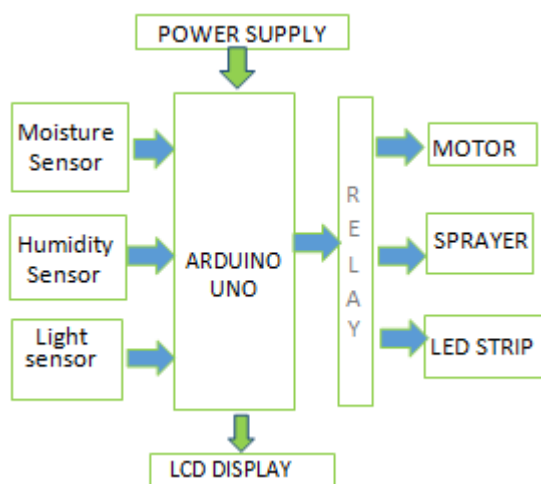 POWER SUPPLY
Moisture
Sensor
Humidity
Sensor
Light
sensor
ARDUINO
UNO
R
E
L
A
Y
MOTOR
SPRAYER
LED STRIP
LCD DISPLAY